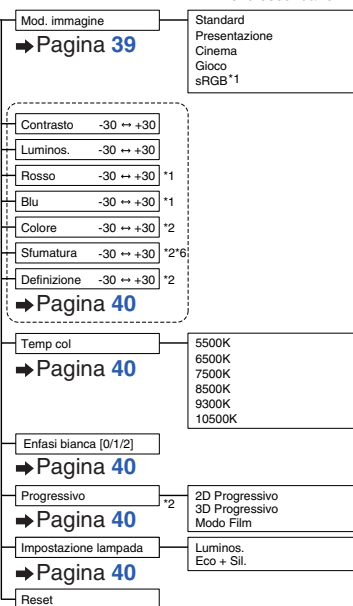 Mod. immagine
➡ Pagina 39
Standard
Presentazione
Cinema
Gioco
sRGB*1
Contrasto -30 ↔ +30
Luminos. -30 ↔ +30
Rosso -30 ↔ +30 *1
Blu -30 ↔ +30 *1
Colore -30 ↔ +30 *2
Sfumatura -30 ↔ +30 *2*6
Definizione -30 ↔ +30 *2
➡ Pagina 40
Temp col
➡ Pagina 40
5500K
6500K
7500K
8500K
9300K
10500K
Enfasi bianca [0/1/2]
➡ Pagina 40
Progressivo *2
➡ Pagina 40
2D Progressivo
3D Progressivo
Modo Film
Impostazione lampada
➡ Pagina 40
Luminos.
Eco + Sil.
Reset